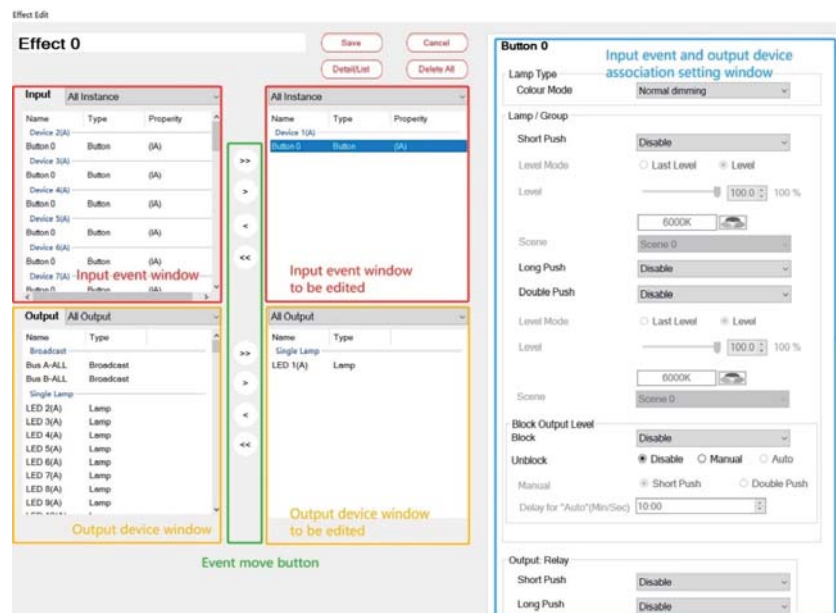 Effect Edit
Effect 0
Save
Cancel
Detail/List
Delete All
Input All Instance
Name Type Properity
Device 2(A)
Button 0 Button (IA)
Device 3(A)
Button 0 Button (IA)
Device 4(A)
Button 0 Button (IA)
Device 5(A)
Button 0 Button (IA)
Device 6(A)
Button 0 Button (IA)
Device 7(A)
Input event window
Button 0 Button (IA)
>>
>
<
<<
All Instance
Name Type Properity
Device 1(A)
Button 0 Button (IA)
Input event window
to be edited
Output All Output
Name Type
Broadcast
Bus A-ALL Broadcast
Bus B-ALL Broadcast
Single Lamp
LED 2(A) Lamp
LED 3(A) Lamp
LED 4(A) Lamp
LED 5(A) Lamp
LED 6(A) Lamp
LED 7(A) Lamp
LED 8(A) Lamp
LED 9(A) Lamp
Output device window
>>
>
<
<<
All Output
Name Type
Single Lamp
LED 1(A) Lamp
Output device window
to be edited
Event move button
Button 0
Input event and output device
association setting window
Lamp Type
Colour Mode Normal dimming
Lamp / Group
Short Push Disable
Level Mode Last Level Level
Level 100.0 100 %
6000K
Scene Scene 0
Long Push Disable
Double Push Disable
Level Mode Last Level Level
Level 100.0 100 %
6000K
Scene Scene 0
Block Output Level
Block Disable
Unblock Disable Manual Auto
Manual Short Push Double Push
Delay for "Auto"(Min/Sec) 10:00
Output: Relay
Short Push Disable
Long Push Disable